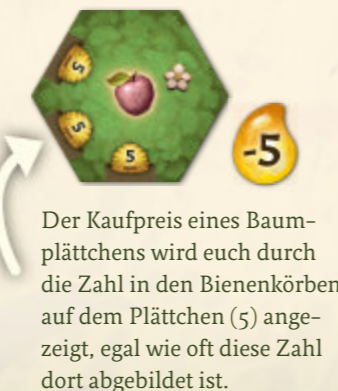 5
5
5
-5
Der Kaufpreis eines Baum-
plättchens wird euch durch
die Zahl in den Bienenkörben
auf dem Plättchen (5) ange-
zeigt, egal wie oft diese Zahl
dort abgebildet ist.